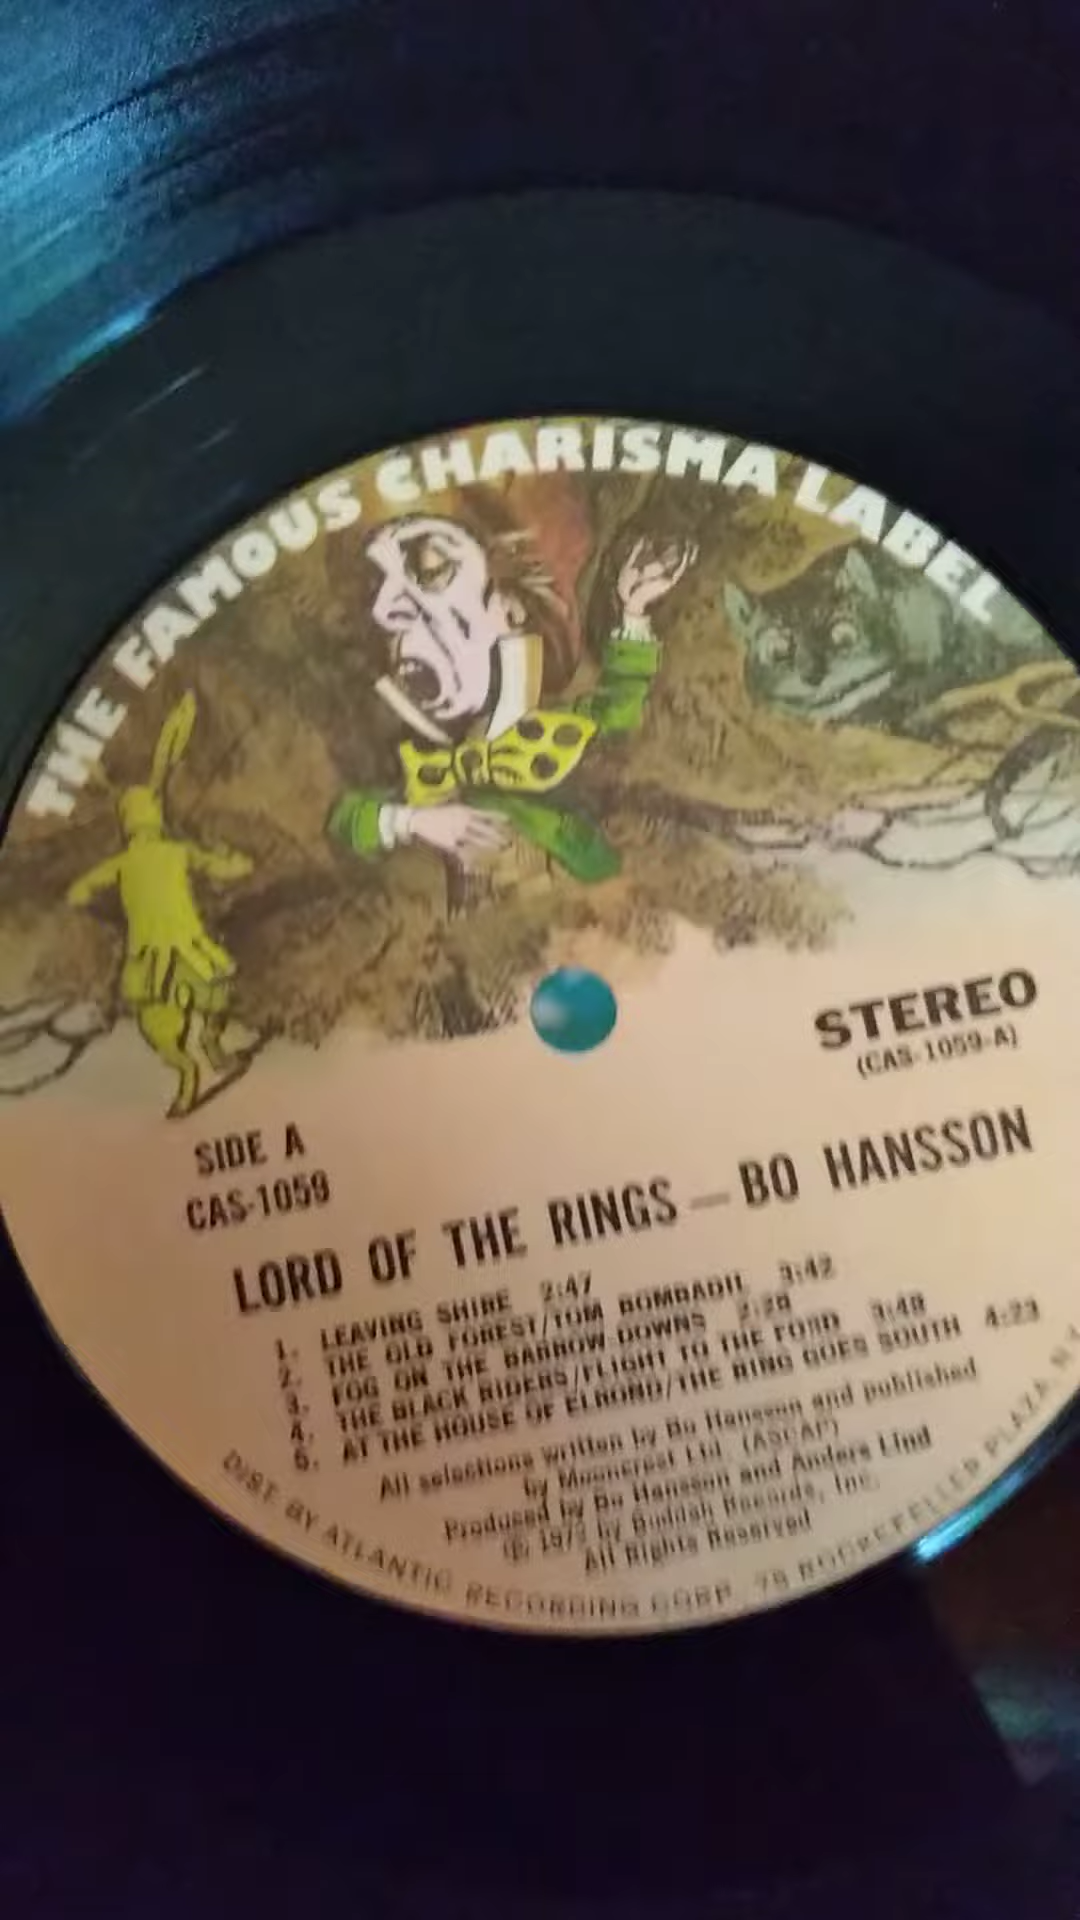 THE FAMOUS CHARISMA LABEL
STEREO
(CAS-1059-A)
SIDE A
CAS-1059
LORD OF THE RINGS — BO HANSSON
1. LEAVING SHIRE 2:47
2. THE OLD FOREST/TOM BOMBADIL 3:42
3. FOG ON THE BARROW-DOWNS 2:28
4. THE BLACK RIDERS/FLIGHT TO THE FORD 3:48
5. AT THE HOUSE OF ELROND/THE RING GOES SOUTH 4:23
All selections written by Bo Hansson and published
by Mooncrest Ltd. (ASCAP)
Produced by Bo Hansson and Anders Lind
by Buddah Records, Inc.
All Rights Reserved
DIST. BY ATLANTIC RECORDING CORP. 75 ROCKEFELLER PLAZA, N.Y.